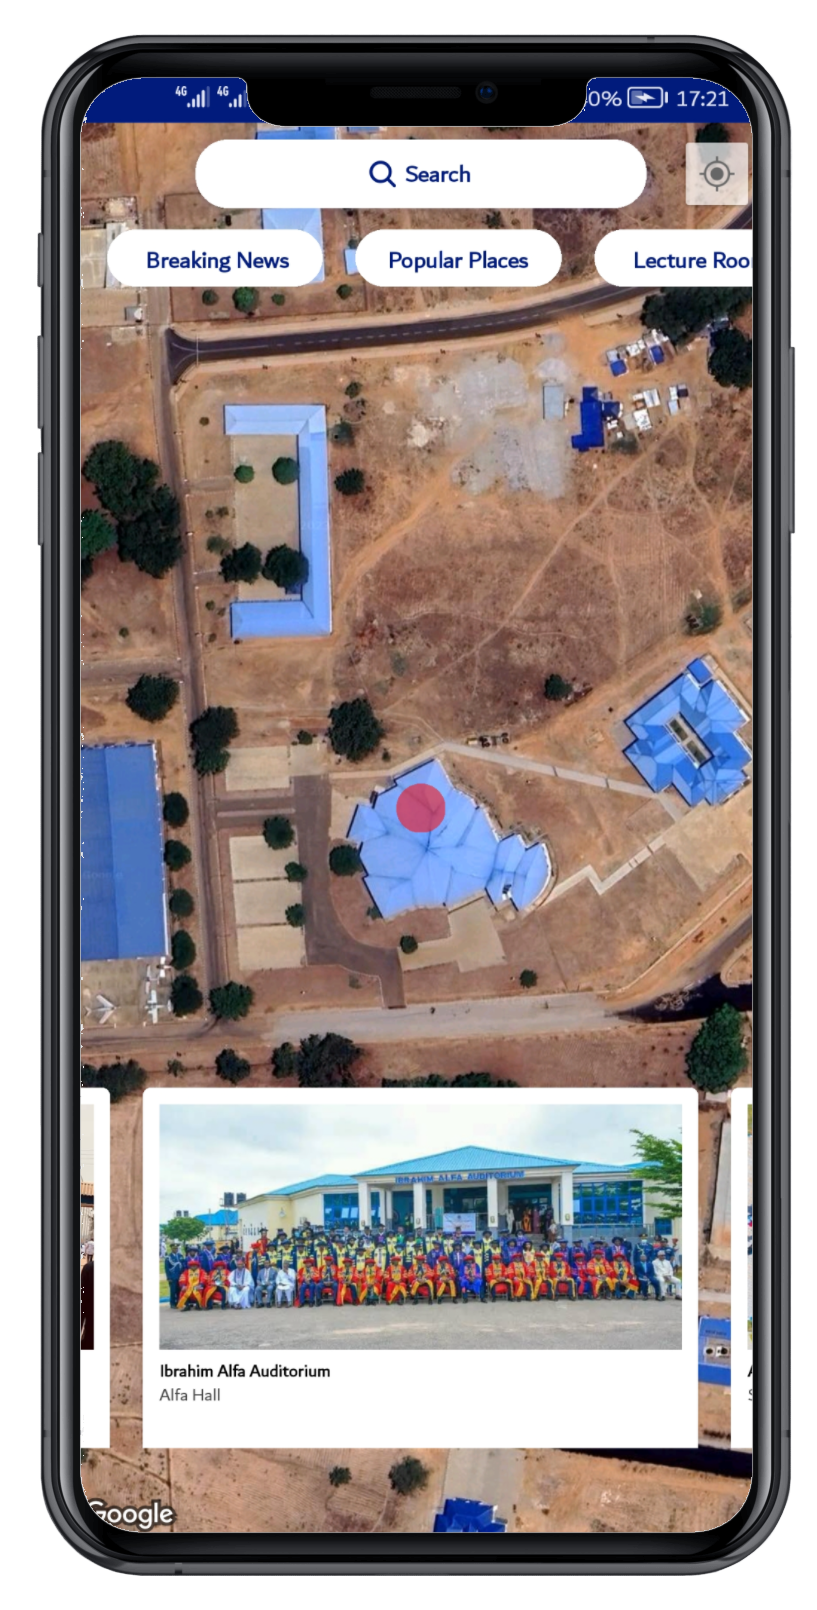 4G 4G 0% 17:21
Search
Breaking News Popular Places Lecture Roo
IBRAHIM ALFA AUDITORIUM
Ibrahim Alfa Auditorium
Alfa Hall
Google